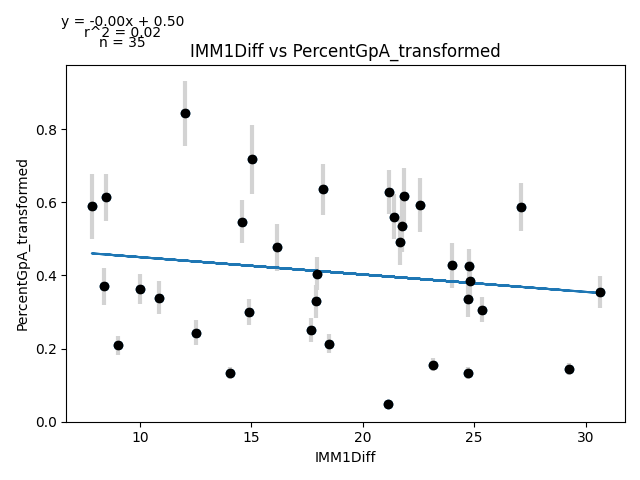 y = -0.00x + 0.50
r^2 = 0.02
n = 35
IMM1Diff vs PercentGpA_transformed
PercentGpA_transformed
0.8
0.6
0.4
0.2
0.0
10 15 20 25 30
IMM1Diff